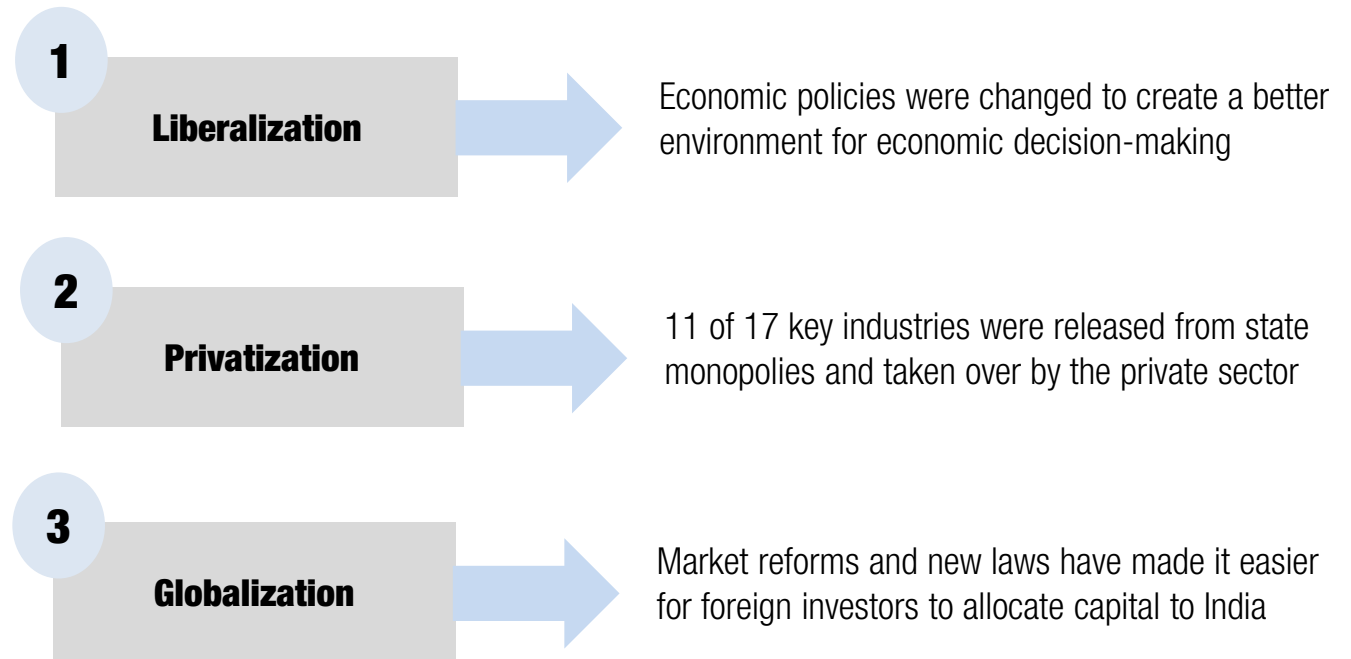 1
Liberalization
Economic policies were changed to create a better
environment for economic decision-making
2
Privatization
11 of 17 key industries were released from state
monopolies and taken over by the private sector
3
Globalization
Market reforms and new laws have made it easier
for foreign investors to allocate capital to India